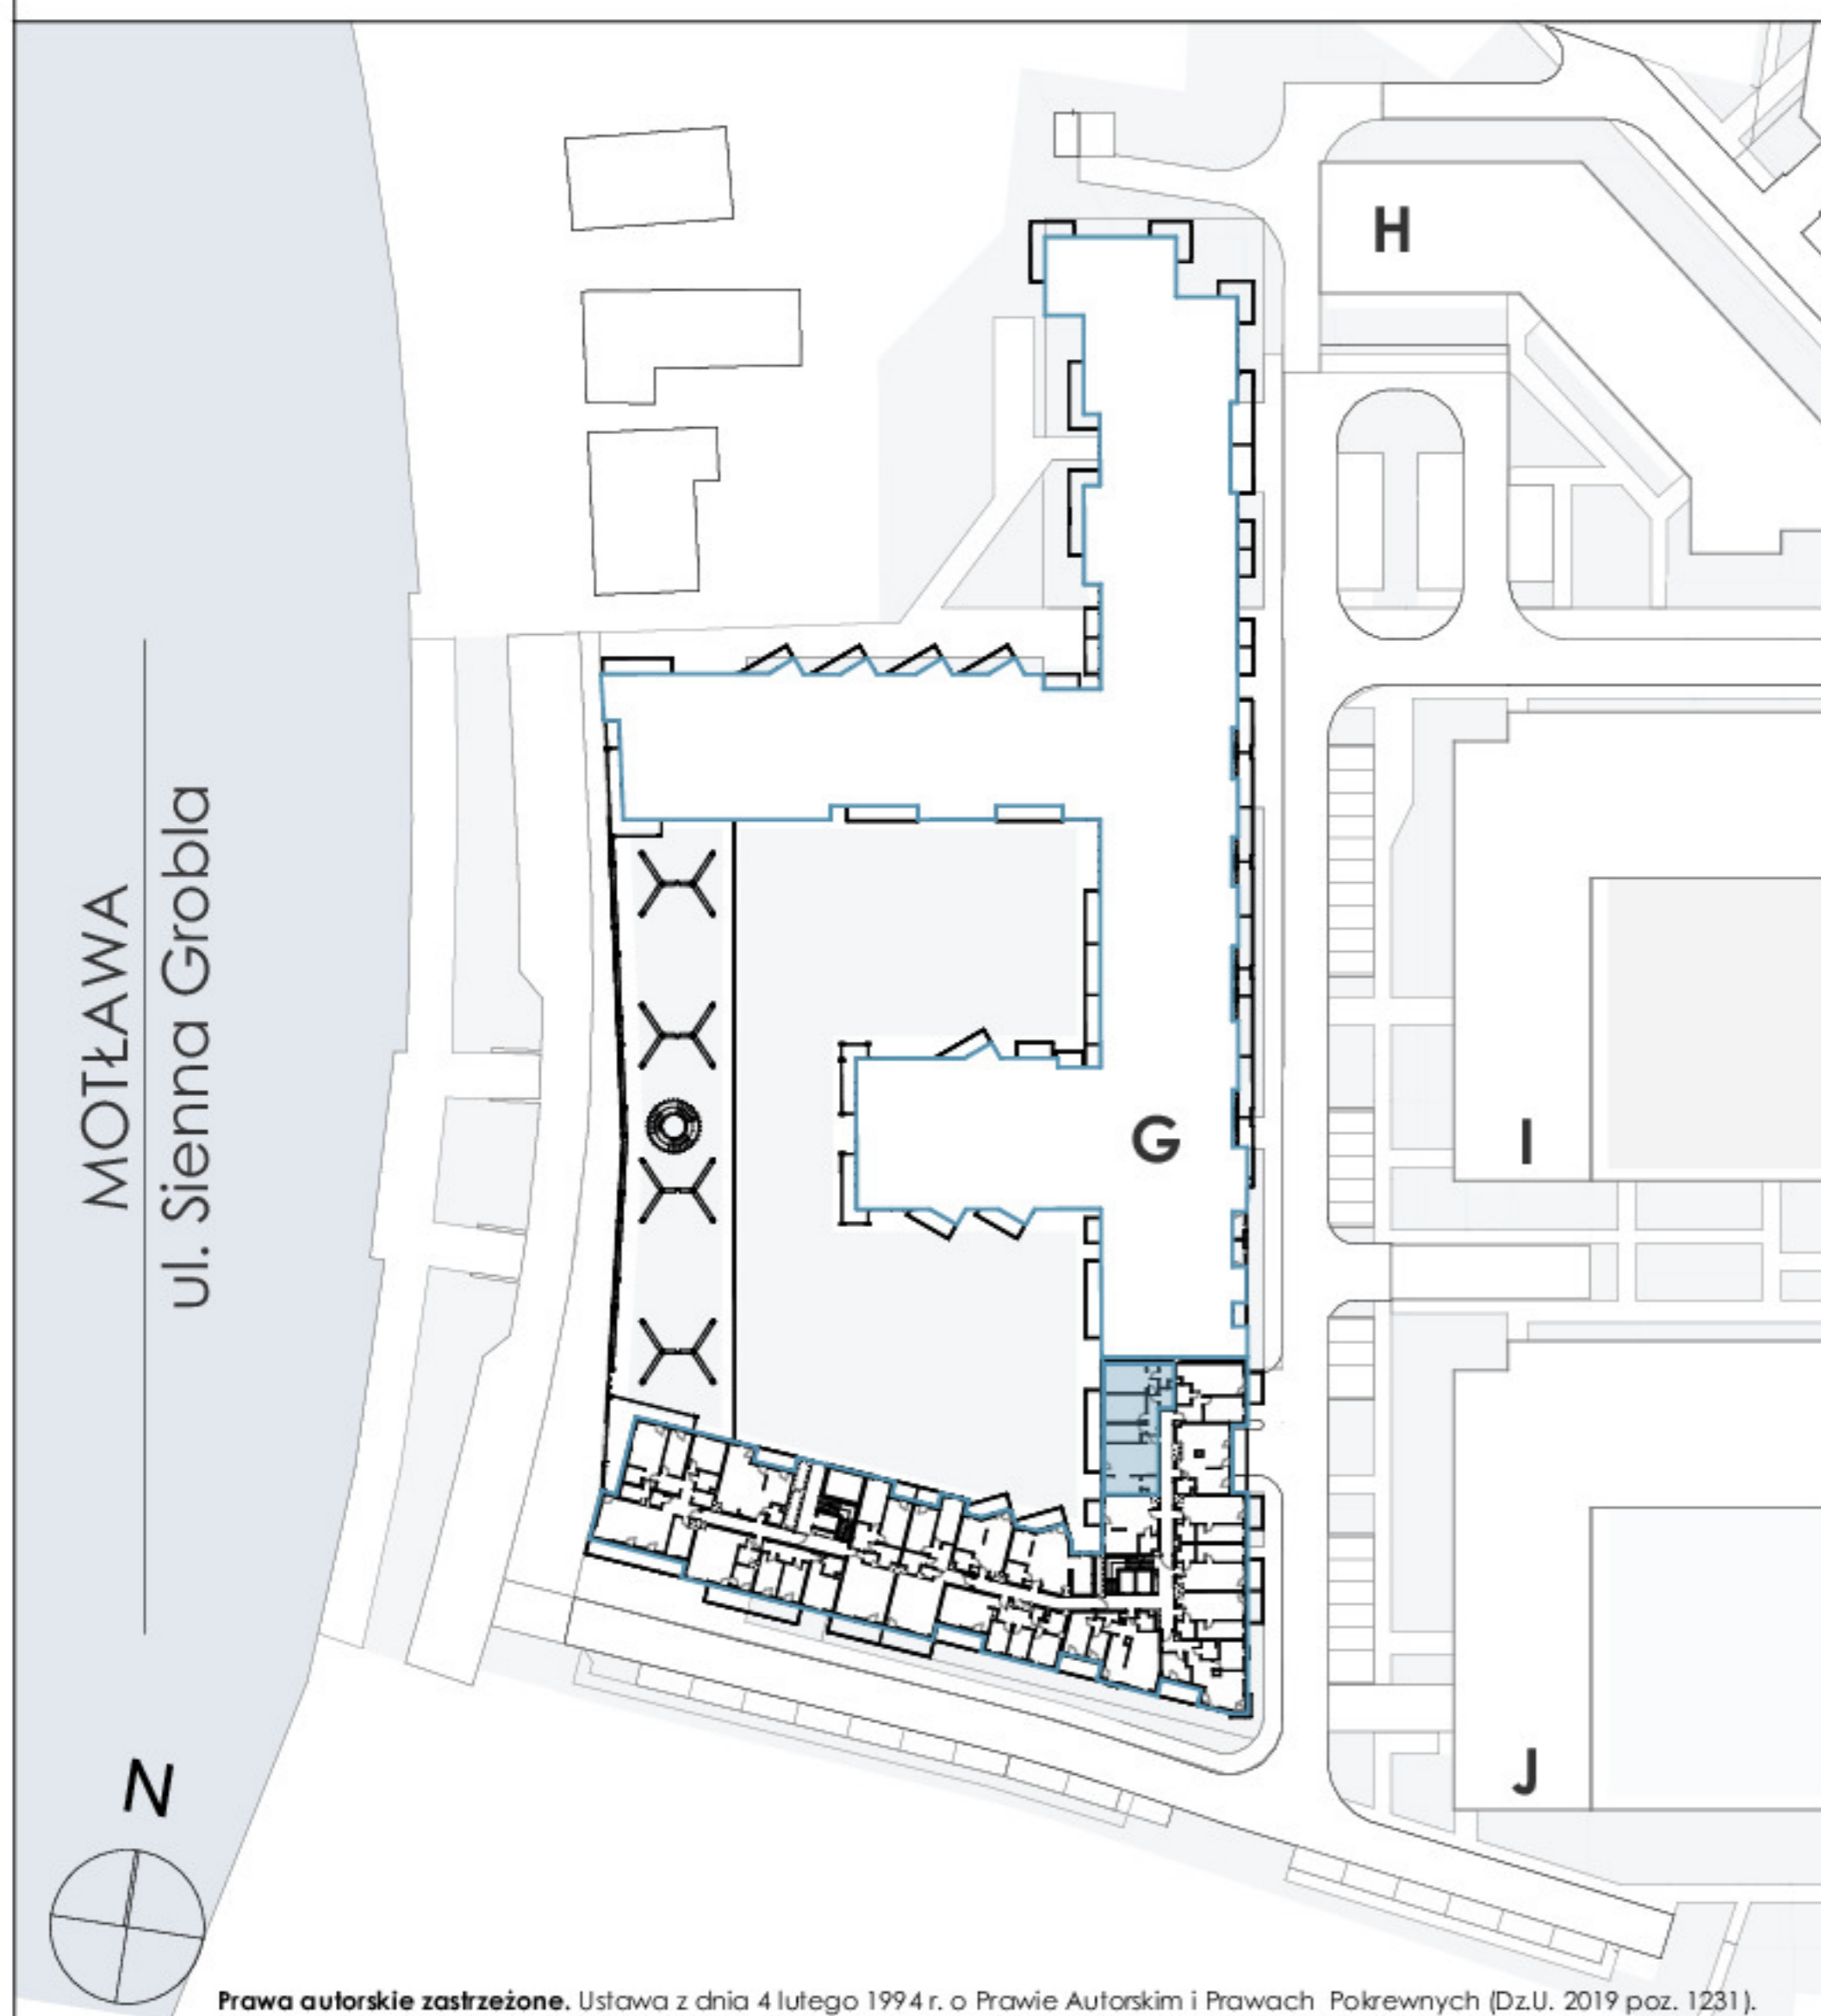 H
MOTŁAWA
ul. Sienna Grobla
G
I
J
N
Prawa autorskie zastrzeżone. Ustawa z dnia 4 lutego 1994 r. o Prawie Autorskim i Prawach Pokrewnych (Dz.U. 2019 poz. 1231).